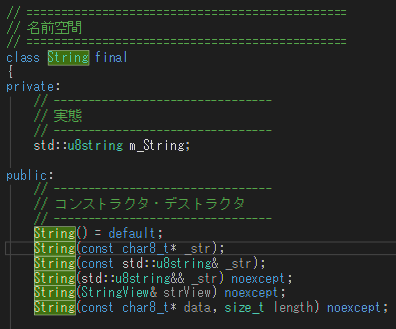 // ==============================================
// 名前空間
// ==============================================
class String final
{
private:
// -------------------------------
// 実態
// -------------------------------
std::u8string m_String;
public:
// -------------------------------
// コンストラクタ・デストラクタ
// -------------------------------
String() = default;
String(const char8_t* _str);
String(const std::u8string& _str);
String(std::u8string&& _str) noexcept;
String(StringView& strView) noexcept;
String(const char8_t* data, size_t length) noexcept;